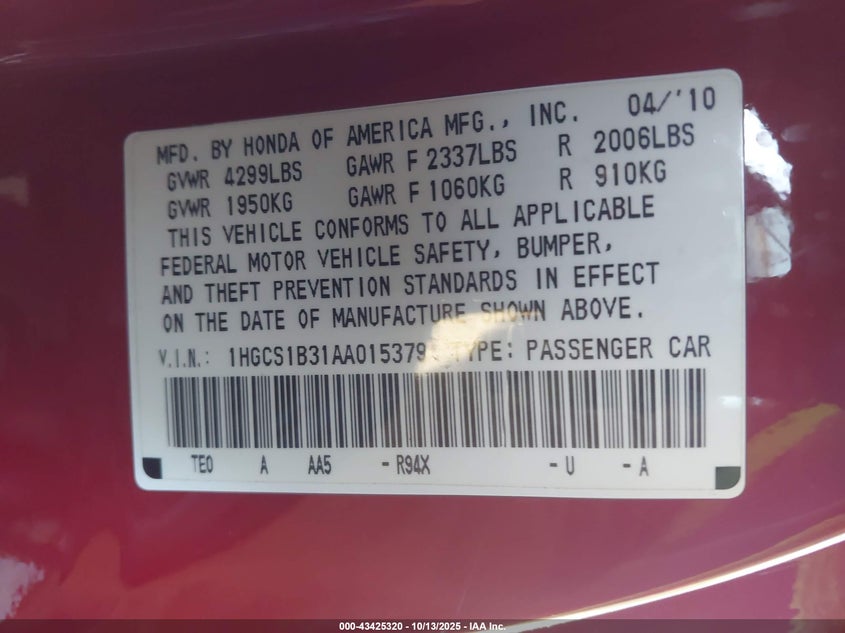 MFD. BY HONDA OF AMERICA MFG., INC. 04/'10
GVWR 4299LBS GAWR F 2337LBS R 2006LBS
GVWR 1950KG GAWR F 1060KG R 910KG
THIS VEHICLE CONFORMS TO ALL APPLICABLE
FEDERAL MOTOR VEHICLE SAFETY, BUMPER,
AND THEFT PREVENTION STANDARDS IN EFFECT
ON THE DATE OF MANUFACTURE SHOWN ABOVE.
V.I.N.: 1HGCS1B31AA015379 TYPE: PASSENGER CAR
TE0 A AA5 - R94X - U - A
000-43425320 - 10/13/2025 - IAA Inc.